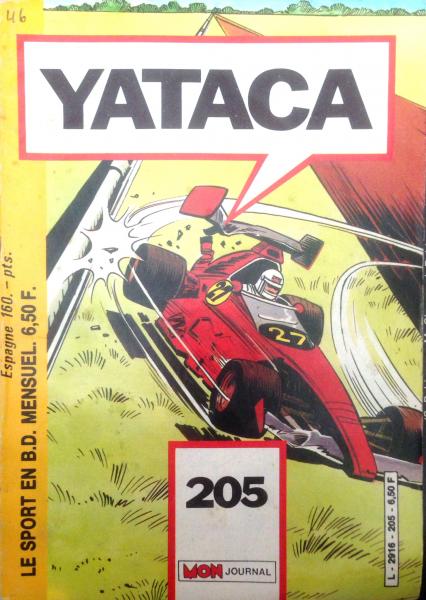 46
YATACA
Espagne 160. - pts.
LE SPORT EN B.D. MENSUEL. 6,50 F.
27
205
MON JOURNAL
L - 2916 - 205 - 6,50 F